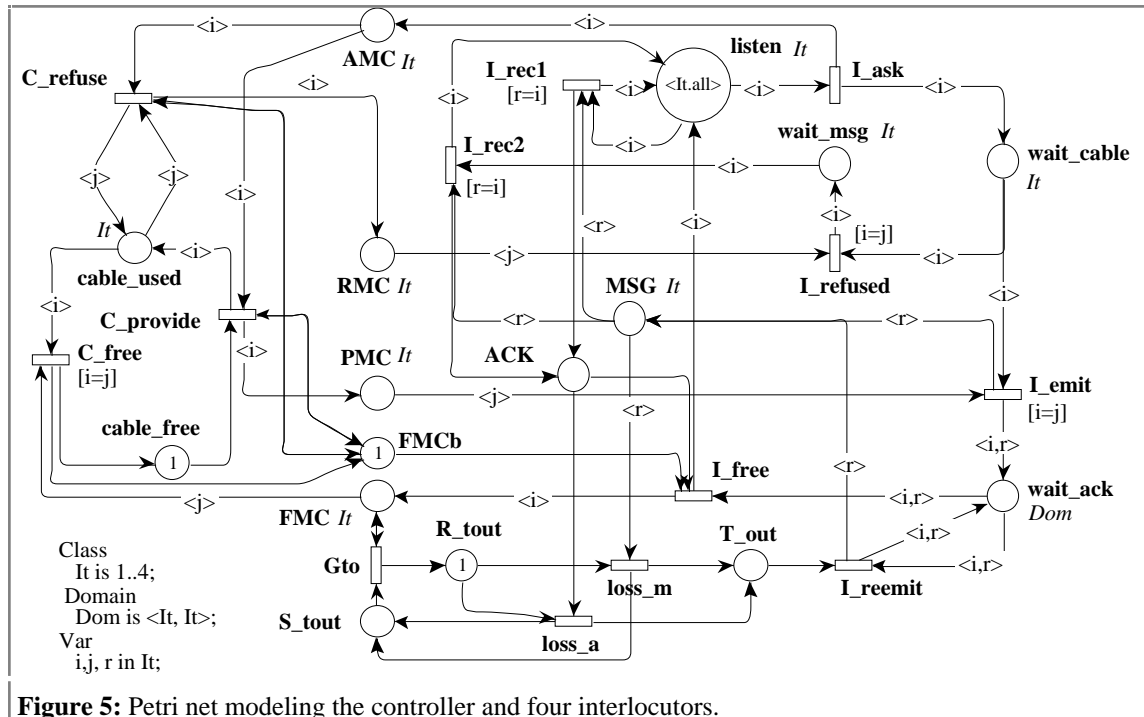 <i>
<i>
AMC It
listen It
C_refuse
I_rec1
[r=i]
<i>
<It.all>
<i>
I_ask
<i>
<i>
<i>
<i>
<i>
I_rec2
[r=i]
wait_msg It
<i>
wait_cable
It
<j>
<j>
<i>
It
cable_used
<i>
<r>
<i>
<i>
[i=j]
RMC It
<j>
I_refused
<i>
<i>
C_provide
<i>
MSG It
<r>
<r>
<i>
C_free
[i=j]
PMC It
ACK
<r>
<j>
I_emit
[i=j]
cable_free
1
1
FMCb
I_free
<r>
<i,r>
<j>
FMC It
<i>
<i,r>
wait_ack
Dom
R_tout
T_out
<i,r>
Gto
1
loss_m
I_reemit
<i,r>
S_tout
loss_a
Class
It is 1..4;
Domain
Dom is <It, It>;
Var
i,j, r in It;
Figure 5: Petri net modeling the controller and four interlocutors.